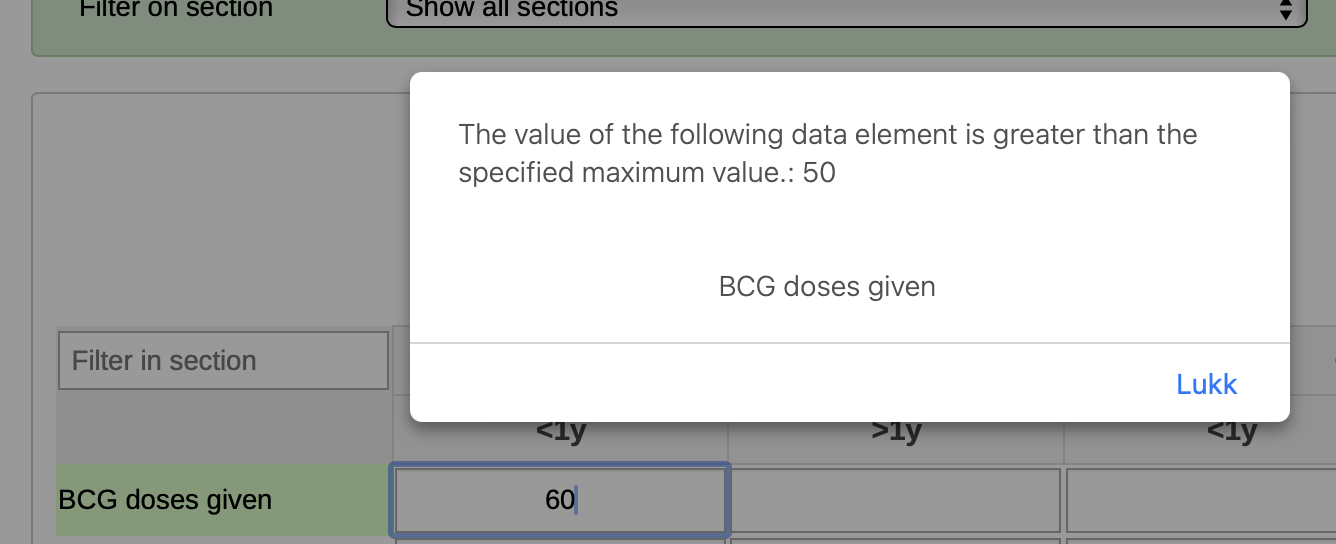 Filter on section
Show all sections
The value of the following data element is greater than the
specified maximum value.: 50
BCG doses given
Lukk
Filter in section
<1y
>1y
<1y
BCG doses given
60